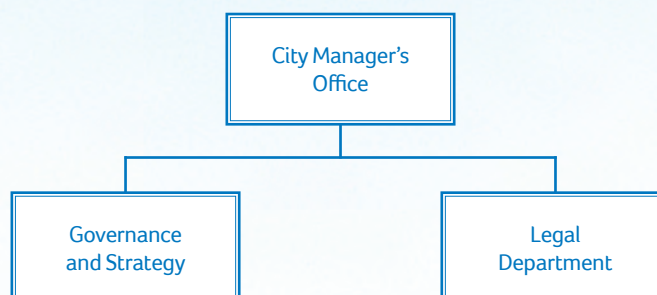 City Manager’s
Office
Governance
and Strategy
Legal
Department